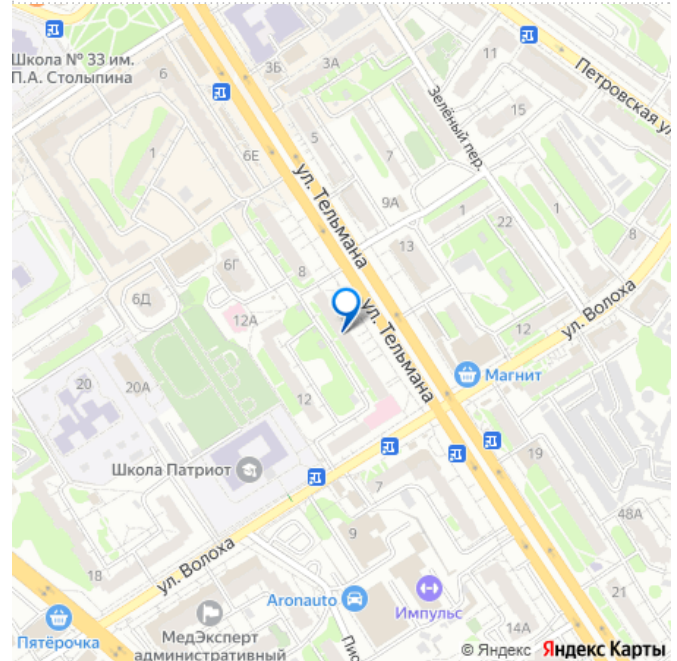 Школа № 33 им.
П.А. Столыпина
6
3Б
3А
11
Петровская ул.
15
Зелёный пер.
5
7
1
6Е
ул. Тельмана
9А
1
22
8
13
6Г
8
6Д
12А
ул. Тельмана
12
ул. Волоха
Магнит
20
20А
12
Школа Патриот
19
7
9
48А
18
ул. Волоха
Aronauto
Импульс
21
14А
Пятёрочка
МедЭксперт
административный
Пио
© Яндекс Яндекс Карты